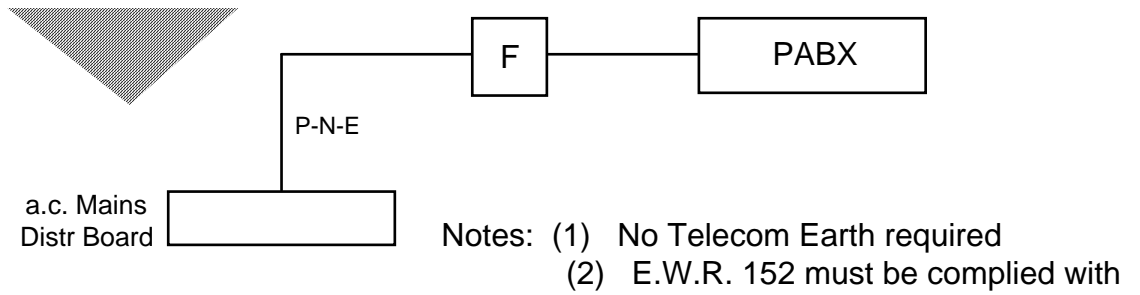 F
PABX
P-N-E
a.c. Mains
Distr Board
Notes: (1) No Telecom Earth required
(2) E.W.R. 152 must be complied with